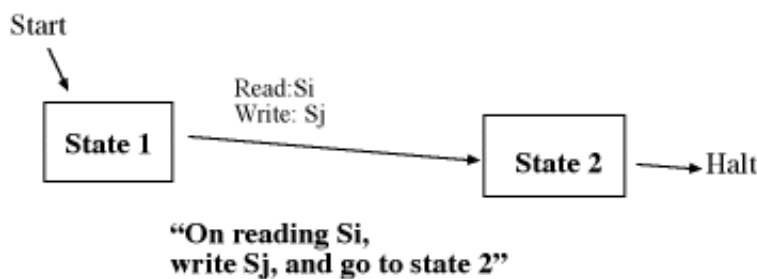 Start
Read:Si
Write: Sj
State 1
State 2
Halt
“On reading Si,
write Sj, and go to state 2”